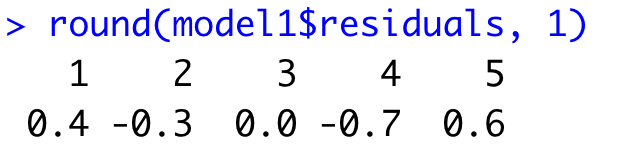 > round(model1$residuals, 1)
1 2 3 4 5
0.4 -0.3 0.0 -0.7 0.6